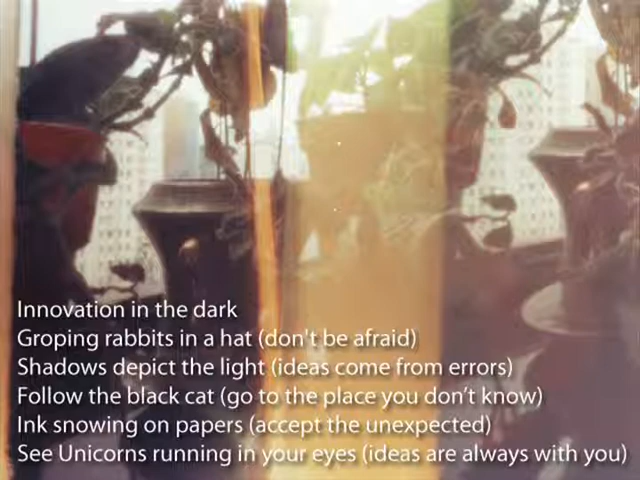 Innovation in the dark
Groping rabbits in a hat (don't be afraid)
Shadows depict the light (ideas come from errors)
Follow the black cat (go to the place you don’t know)
Ink snowing on papers (accept the unexpected)
See Unicorns running in your eyes (ideas are always with you)